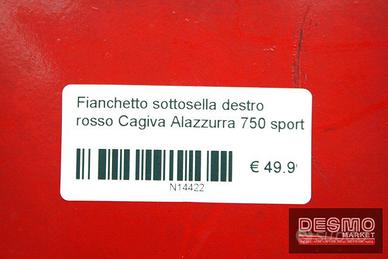 Fianchetto sottosella destro
rosso Cagiva Alazzurra 750 sport
€ 49.9
N14422
DESMO
MARKET